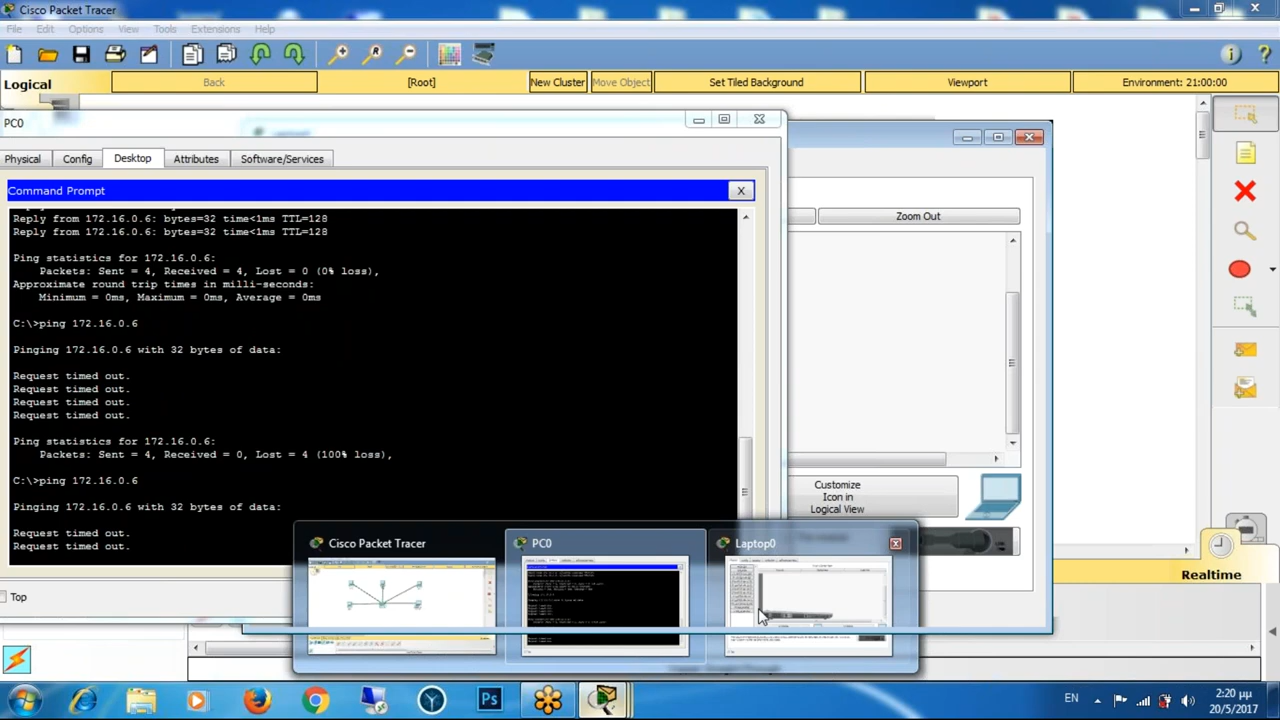 Cisco Packet Tracer
File Edit Options View Tools Extensions Help
Logical Back [Root] New Cluster Move Object Set Tiled Background Viewport Environment: 21:00:00
PC0
Physical Config Desktop Attributes Software/Services
Command Prompt X
Zoom Out
Reply from 172.16.0.6: bytes=32 time<1ms TTL=128
Reply from 172.16.0.6: bytes=32 time<1ms TTL=128
Ping statistics for 172.16.0.6:
Packets: Sent = 4, Received = 4, Lost = 0 (0% loss),
Approximate round trip times in milli-seconds:
Minimum = 0ms, Maximum = 0ms, Average = 0ms
C:\>ping 172.16.0.6
Pinging 172.16.0.6 with 32 bytes of data:
Request timed out.
Request timed out.
Request timed out.
Request timed out.
Ping statistics for 172.16.0.6:
Packets: Sent = 4, Received = 0, Lost = 4 (100% loss),
C:\>ping 172.16.0.6
Pinging 172.16.0.6 with 32 bytes of data:
Request timed out.
Request timed out.
Customize
Icon in
Logical View
Cisco Packet Tracer PC0 Laptop0
Realtime
Top
Ps
EN
2:20 μμ
20/5/2017